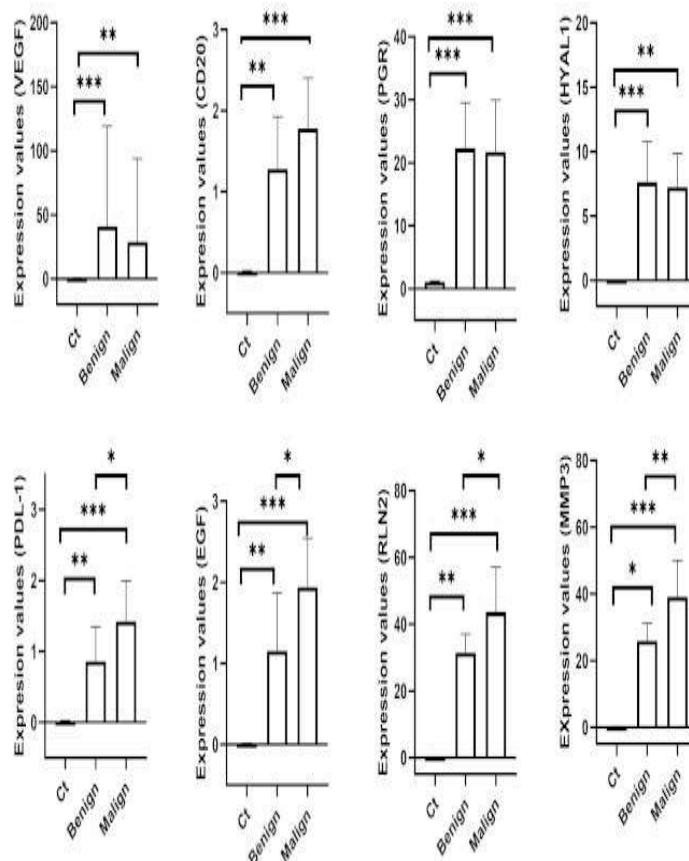 Expression values (VEGF)
200
150
100
50
0
**
***
Ct
Benign
Malign
Expression values (CD20)
3
2
1
0
***
**
Ct
Benign
Malign
Expression values (PGR)
40
30
20
10
0
***
***
Ct
Benign
Malign
Expression values (HYAL1)
20
15
10
5
0
**
***
Ct
Benign
Malign
Expression values (PDL-1)
3
2
1
0
*
***
**
Ct
Benign
Malign
Expression values (EGF)
3
2
1
0
*
***
**
Ct
Benign
Malign
Expression values (RLN2)
80
60
40
20
0
*
***
**
Ct
Benign
Malign
EXpression values (MMP3)
80
60
40
20
0
**
***
*
Ct
Benign
Malign